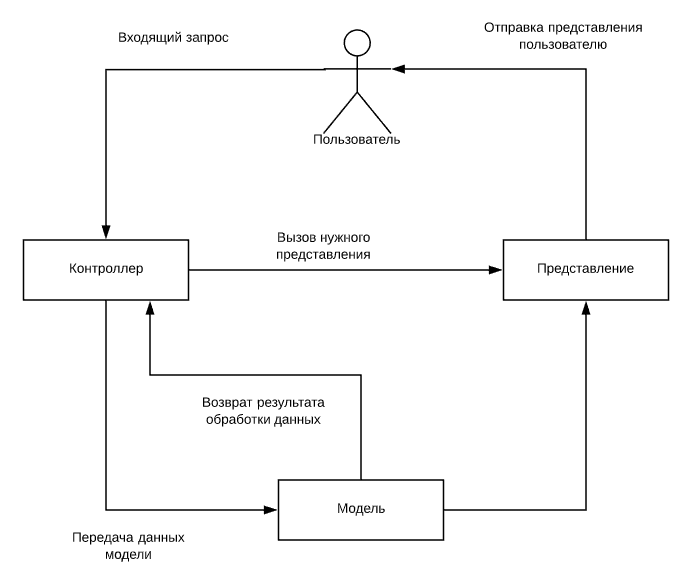 Входящий запрос
Отправка представления
пользователю
Пользователь
Вызов нужного
представления
Контроллер
Представление
Возврат результата
обработки данных
Модель
Передача данных
модели